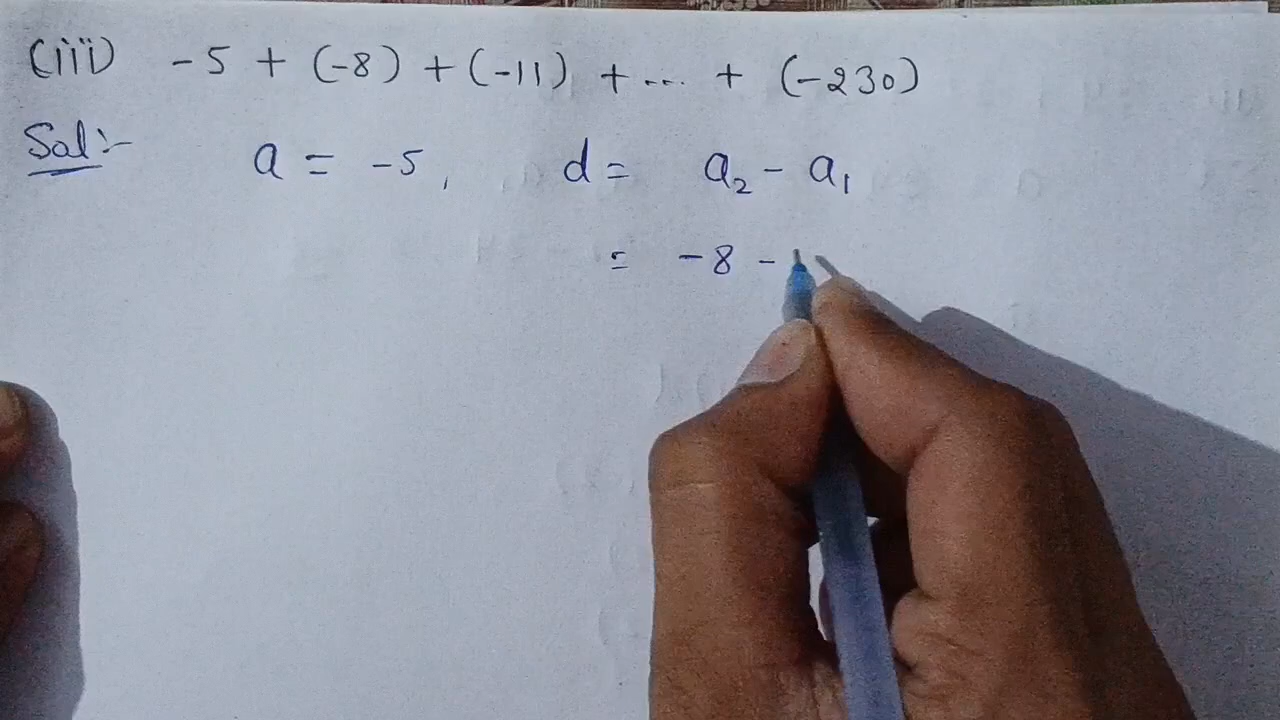 (iii) -5 + (-8) + (-11) + ... + (-230)
Sol:- a = -5, d = a₂ - a₁
= -8 -